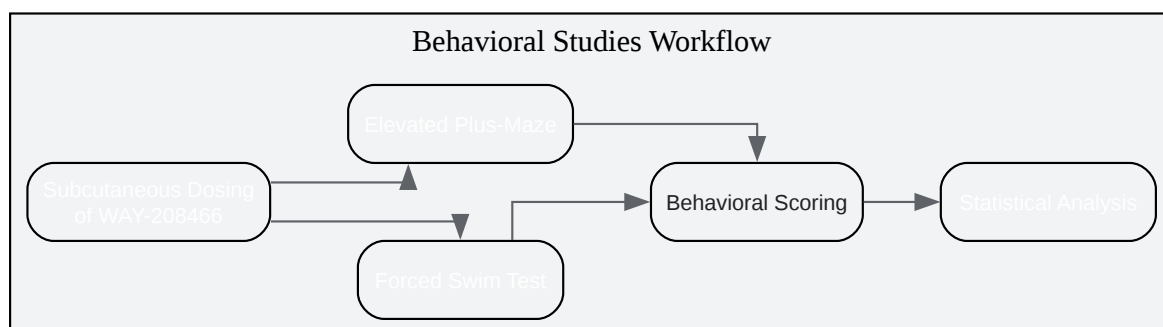 Behavioral Studies Workflow
Elevated Plus-Maze
Subcutaneous Dosing
of WAY-208466
Behavioral Scoring
Statistical Analysis
Forced Swim Test